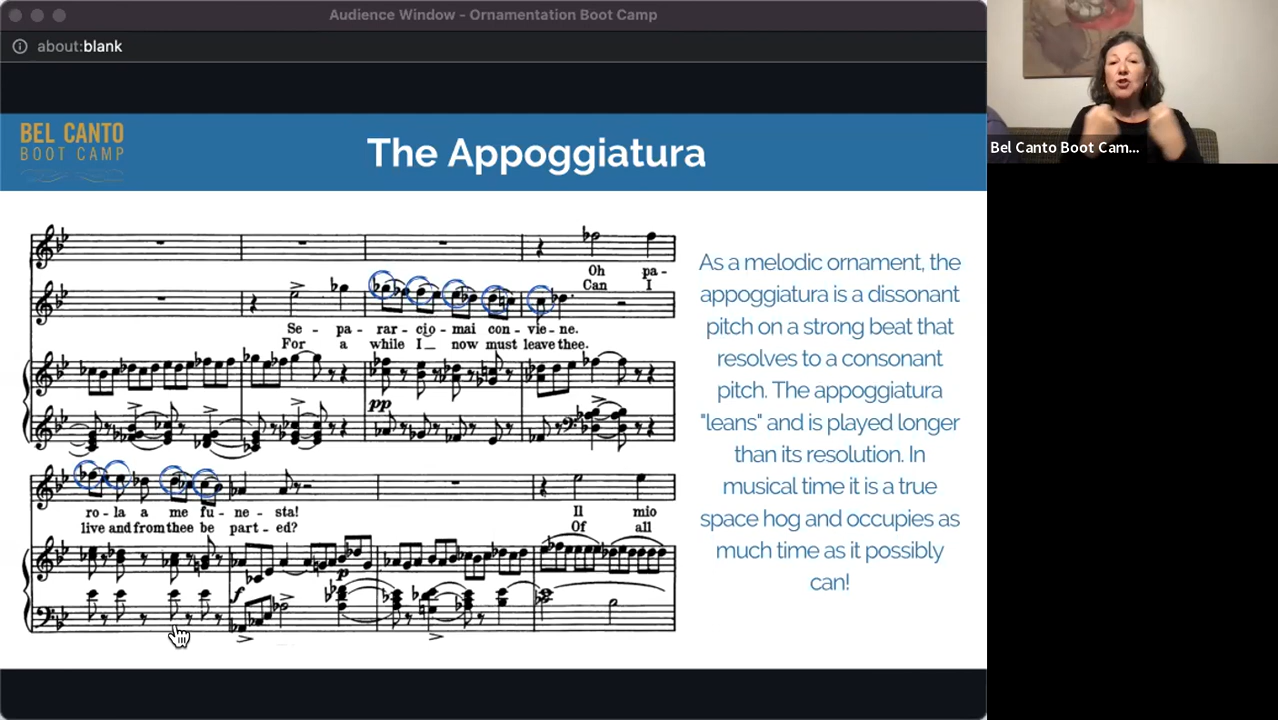 Audience Window - Ornamentation Boot Camp
about:blank
BEL CANTO
BOOT CAMP
The Appoggiatura
Bel Canto Boot Cam...
Oh pa-
Can I
Se - pa - rar - cio - mai con - vie - ne.
For a while I now must leave thee.
pp
ro - la a me fu - ne - sta! Il mio
live and from thee be part - ed? Of all
f
p
As a melodic ornament, the
appoggiatura is a dissonant
pitch on a strong beat that
resolves to a consonant
pitch. The appoggiatura
"leans" and is played longer
than its resolution. In
musical time it is a true
space hog and occupies as
much time as it possibly
can!